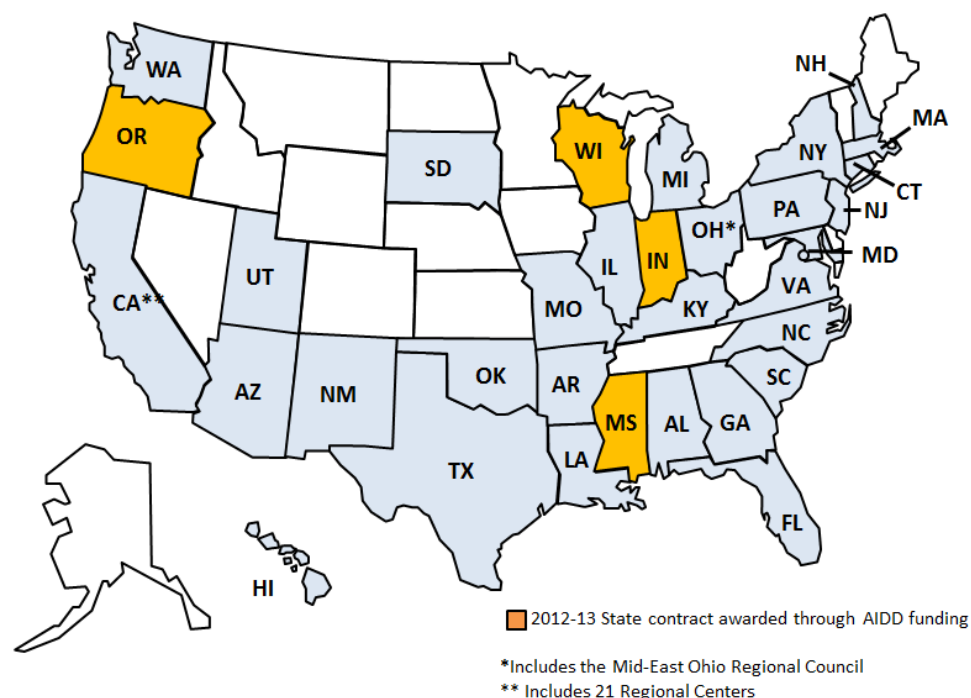 WA
NH
OR
MA
WI
NY
SD
MI
CT
PA
NJ
OH*
UT
IL
IN
MD
CA**
VA
MO
KY
NC
OK
AR
SC
AZ
NM
MS
AL
GA
LA
TX
FL
HI
2012-13 State contract awarded through AIDD funding
*Includes the Mid-East Ohio Regional Council
** Includes 21 Regional Centers